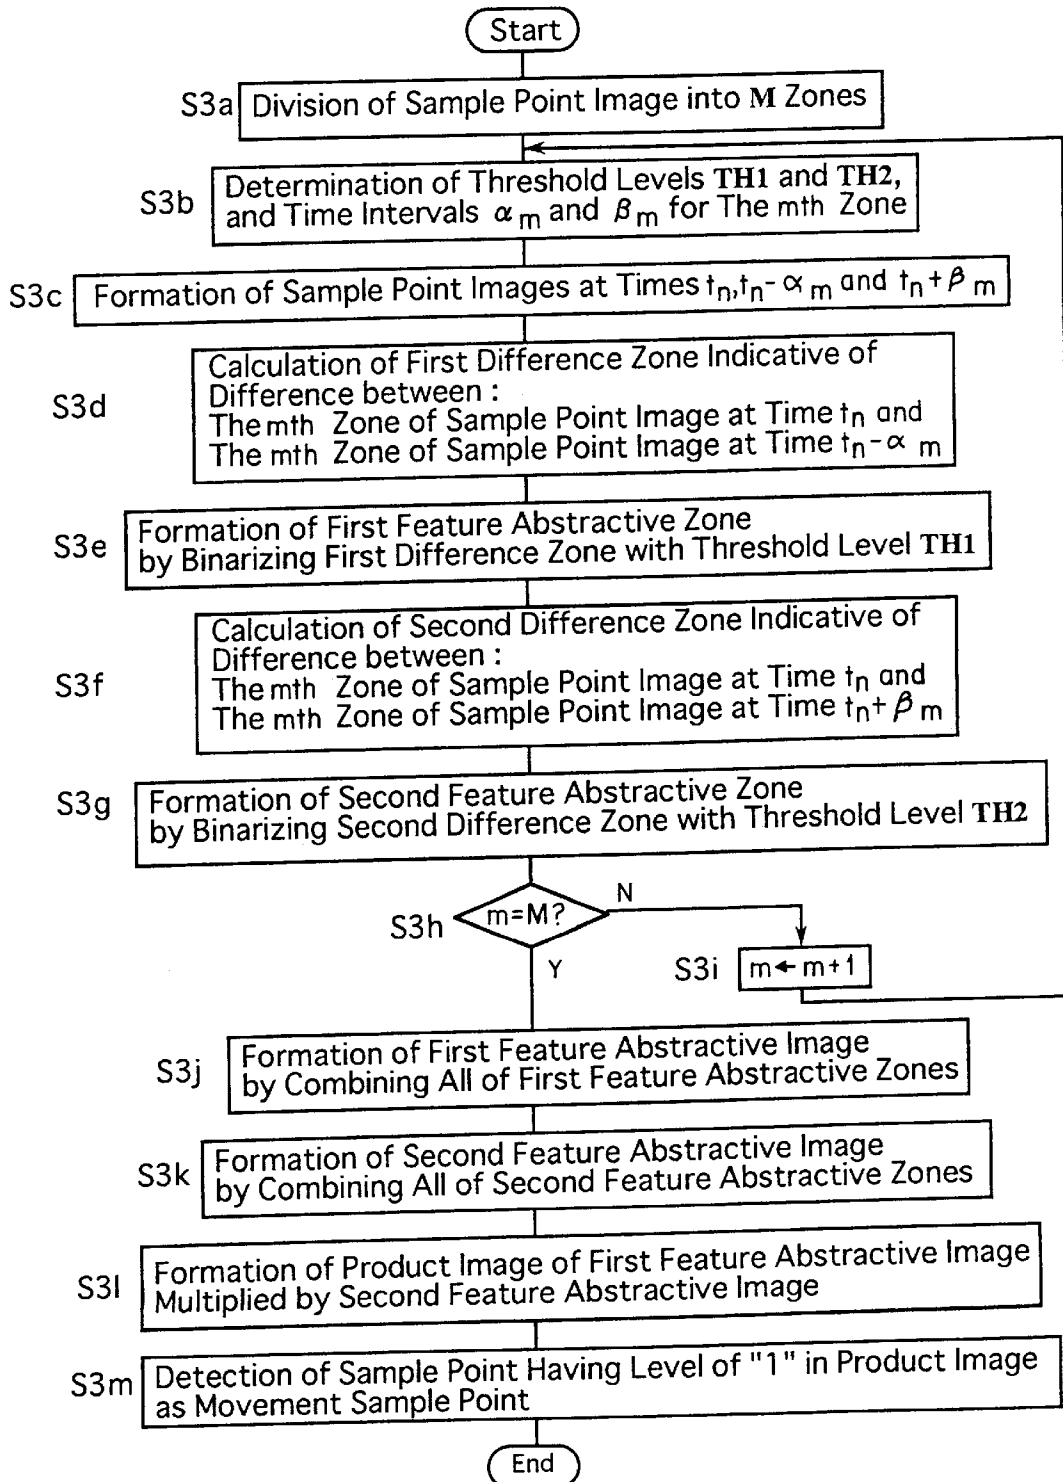 Start
S3a Division of Sample Point Image into M Zones
S3b Determination of Threshold Levels TH1 and TH2,
and Time Intervals α m and β m for The mth Zone
S3c Formation of Sample Point Images at Times tn, tn- α m and tn+ β m
Calculation of First Difference Zone Indicative of
Difference between :
S3d
The mth Zone of Sample Point Image at Time tn and
The mth Zone of Sample Point Image at Time tn- α m
S3e Formation of First Feature Abstractive Zone
by Binarizing First Difference Zone with Threshold Level TH1
Calculation of Second Difference Zone Indicative of
Difference between :
S3f
The mth Zone of Sample Point Image at Time tn and
The mth Zone of Sample Point Image at Time tn+ β m
S3g Formation of Second Feature Abstractive Zone
by Binarizing Second Difference Zone with Threshold Level TH2
S3h m=M? N
Y
S3i m←m+1
S3j Formation of First Feature Abstractive Image
by Combining All of First Feature Abstractive Zones
S3k Formation of Second Feature Abstractive Image
by Combining All of Second Feature Abstractive Zones
S3l Formation of Product Image of First Feature Abstractive Image
Multiplied by Second Feature Abstractive Image
S3m Detection of Sample Point Having Level of "1" in Product Image
as Movement Sample Point
End